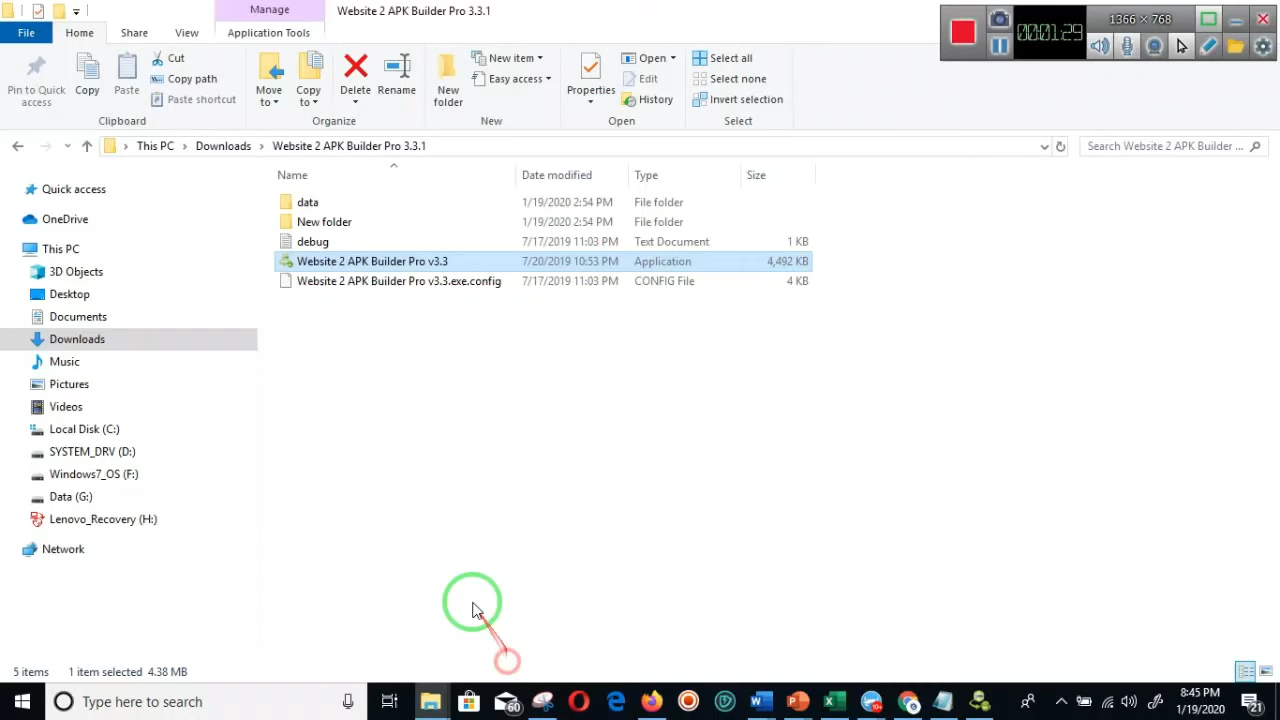 Manage
Website 2 APK Builder Pro 3.3.1
File
Home
Share
View
Application Tools
Pin to Quick access
Copy
Paste
Cut
Copy path
Paste shortcut
Clipboard
Move to
Copy to
Delete
Rename
Organize
New folder
New item
Easy access
New
Properties
Open
Edit
History
Open
Select all
Select none
Invert selection
Select
00:01:29
1366 × 768
This PC
Downloads
Website 2 APK Builder Pro 3.3.1
Search Website 2 APK Builder ...
Name
Date modified
Type
Size
data
1/19/2020 2:54 PM
File folder
New folder
1/19/2020 2:54 PM
File folder
debug
7/17/2019 11:03 PM
Text Document
1 KB
Website 2 APK Builder Pro v3.3
7/20/2019 10:53 PM
Application
4,492 KB
Website 2 APK Builder Pro v3.3.exe.config
7/17/2019 11:03 PM
CONFIG File
4 KB
Quick access
OneDrive
This PC
3D Objects
Desktop
Documents
Downloads
Music
Pictures
Videos
Local Disk (C:)
SYSTEM_DRV (D:)
Windows7_OS (F:)
Data (G:)
Lenovo_Recovery (H:)
Network
5 items
1 item selected 4.38 MB
Type here to search
60
10+
8:45 PM
1/19/2020
21